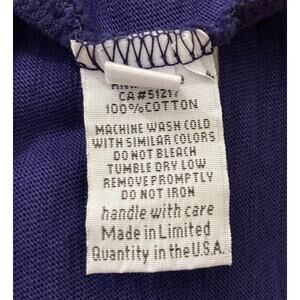 CA#51217
100% COTTON
MACHINE WASH COLD
WITH SIMILAR COLORS
DO NOT BLEACH
TUMBLE DRY LOW
REMOVE PROMPTLY
DO NOT IRON
handle with care
Made in Limited
Quantity in the U.S.A.